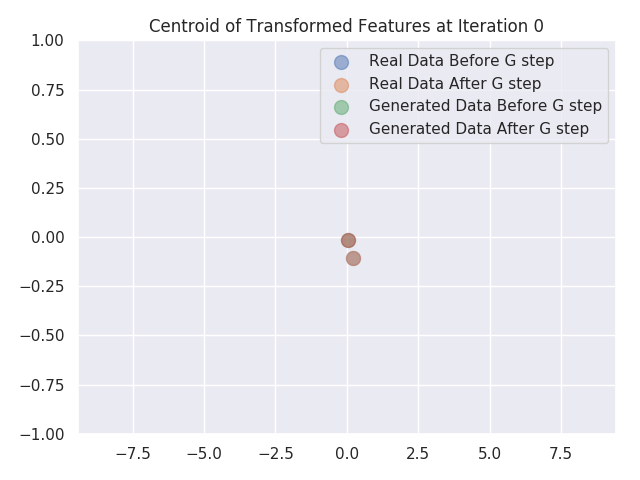 Centroid of Transformed Features at Iteration 0
1.00
0.75
0.50
0.25
0.00
−0.25
−0.50
−0.75
−1.00
Real Data Before G step
Real Data After G step
Generated Data Before G step
Generated Data After G step
−7.5 −5.0 −2.5 0.0 2.5 5.0 7.5